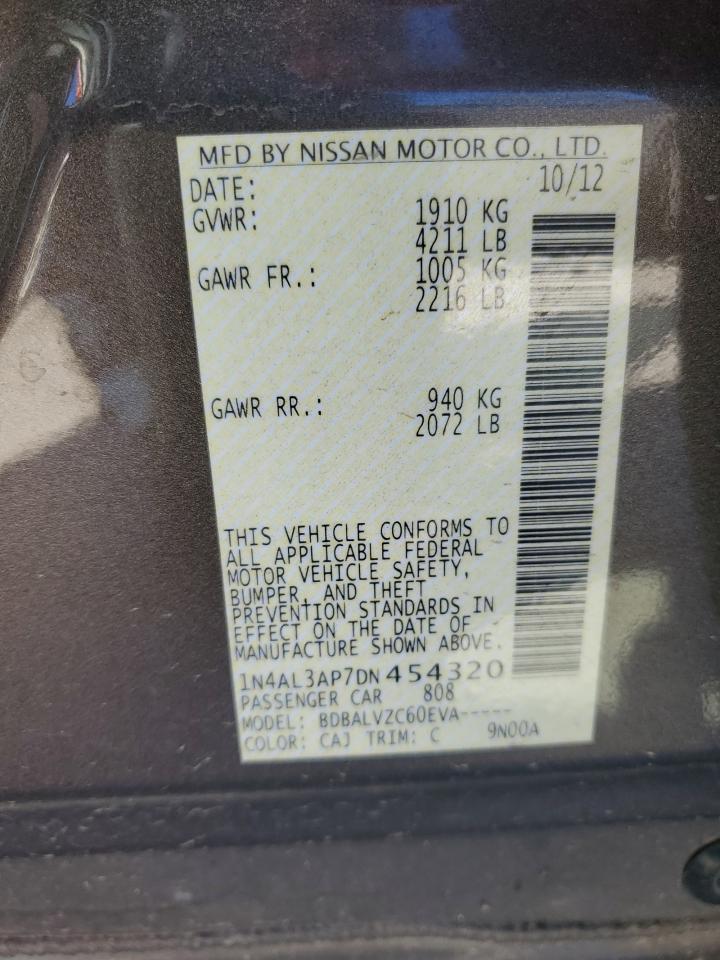 MFD BY NISSAN MOTOR CO., LTD.
DATE: 10/12
GVWR: 1910 KG
4211 LB
GAWR FR.: 1005 KG
2216 LB
GAWR RR.: 940 KG
2072 LB
THIS VEHICLE CONFORMS TO
ALL APPLICABLE FEDERAL
MOTOR VEHICLE SAFETY,
BUMPER, AND THEFT
PREVENTION STANDARDS IN
EFFECT ON THE DATE OF
MANUFACTURE SHOWN ABOVE.
1N4AL3AP7DN454320
PASSENGER CAR 808
MODEL: BDBALVZC60EVA-----
COLOR: CAJ TRIM: C 9N00A